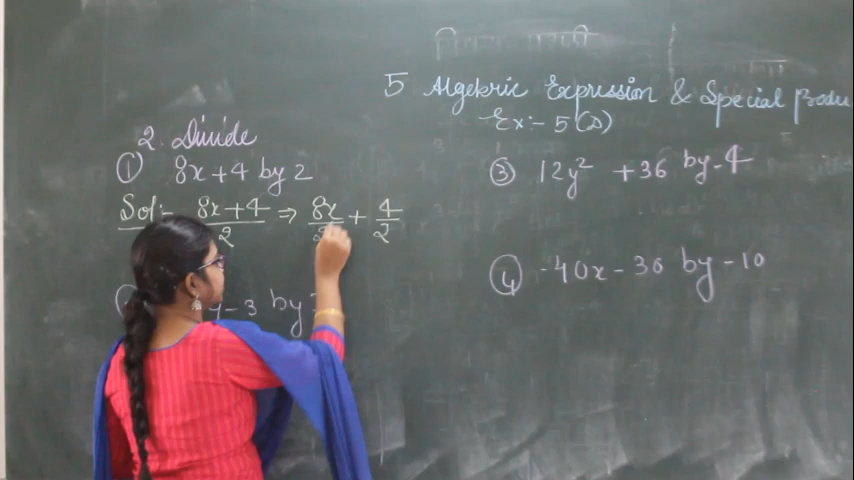 5 Algebric Expression & Special Produ
Ex:- 5(D)
2. Divide
① 8x+4 by 2
Sol:- 8x+4/2 ⇒ 8x/2 + 4/2
y-3 by
③ 12y² +36 by -4
④ -40x-30 by -10